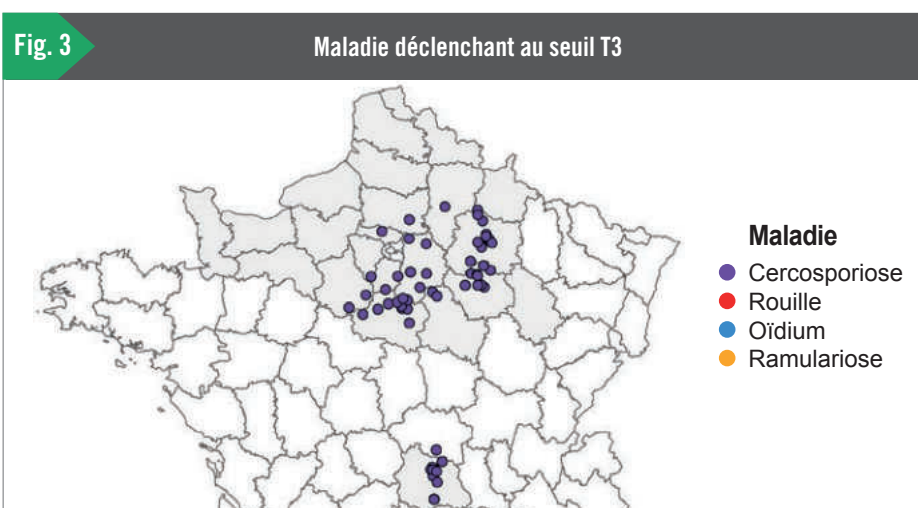 Fig. 3
Maladie déclenchant au seuil T3
Maladie
Cercosporiose
Rouille
Oïdium
Ramulariose